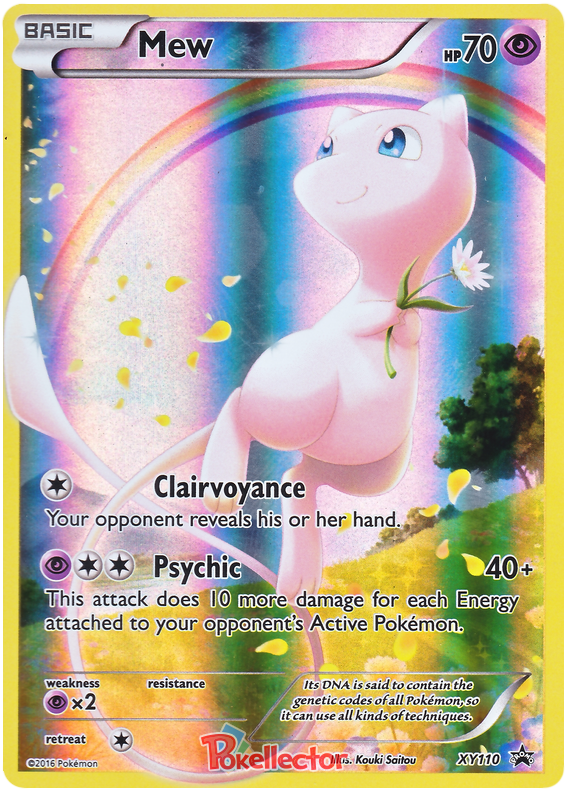 BASIC
Mew
HP70
Clairvoyance
Your opponent reveals his or her hand.
Psychic 40+
This attack does 10 more damage for each Energy
attached to your opponent's Active Pokémon.
weakness resistance
×2
Its DNA is said to contain the
genetic codes of all Pokémon, so
it can use all kinds of techniques.
retreat
©2016 Pokémon
Pokellector
Illus. Kouki Saitou
XY110
PROMO